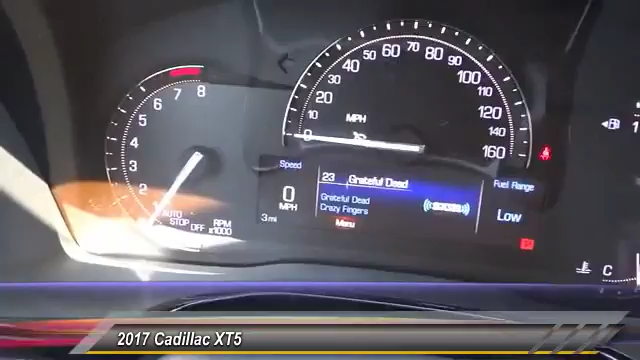 8
7
6
5
4
3
2
AUTO
STOP
OFF
RPM
x1000
0
10
20
30
40
50
60
70
80
90
100
110
120
140
160
MPH
Speed
0
MPH
3 mi
23 Grateful Dead
Grateful Dead
Crazy Fingers
Menu
Fuel Range
Low
C
2017 Cadillac XT5